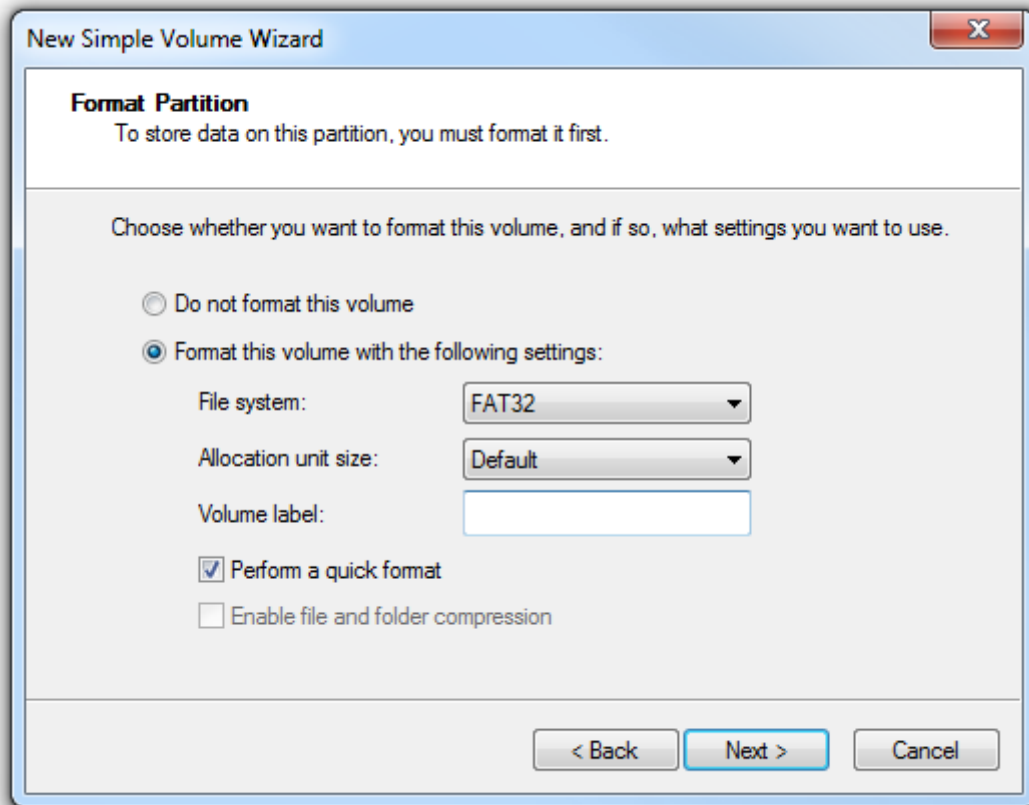 New Simple Volume Wizard
Format Partition
To store data on this partition, you must format it first.
Choose whether you want to format this volume, and if so, what settings you want to use.
Do not format this volume
Format this volume with the following settings:
File system: FAT32
Allocation unit size: Default
Volume label:
Perform a quick format
Enable file and folder compression
< Back Next > Cancel